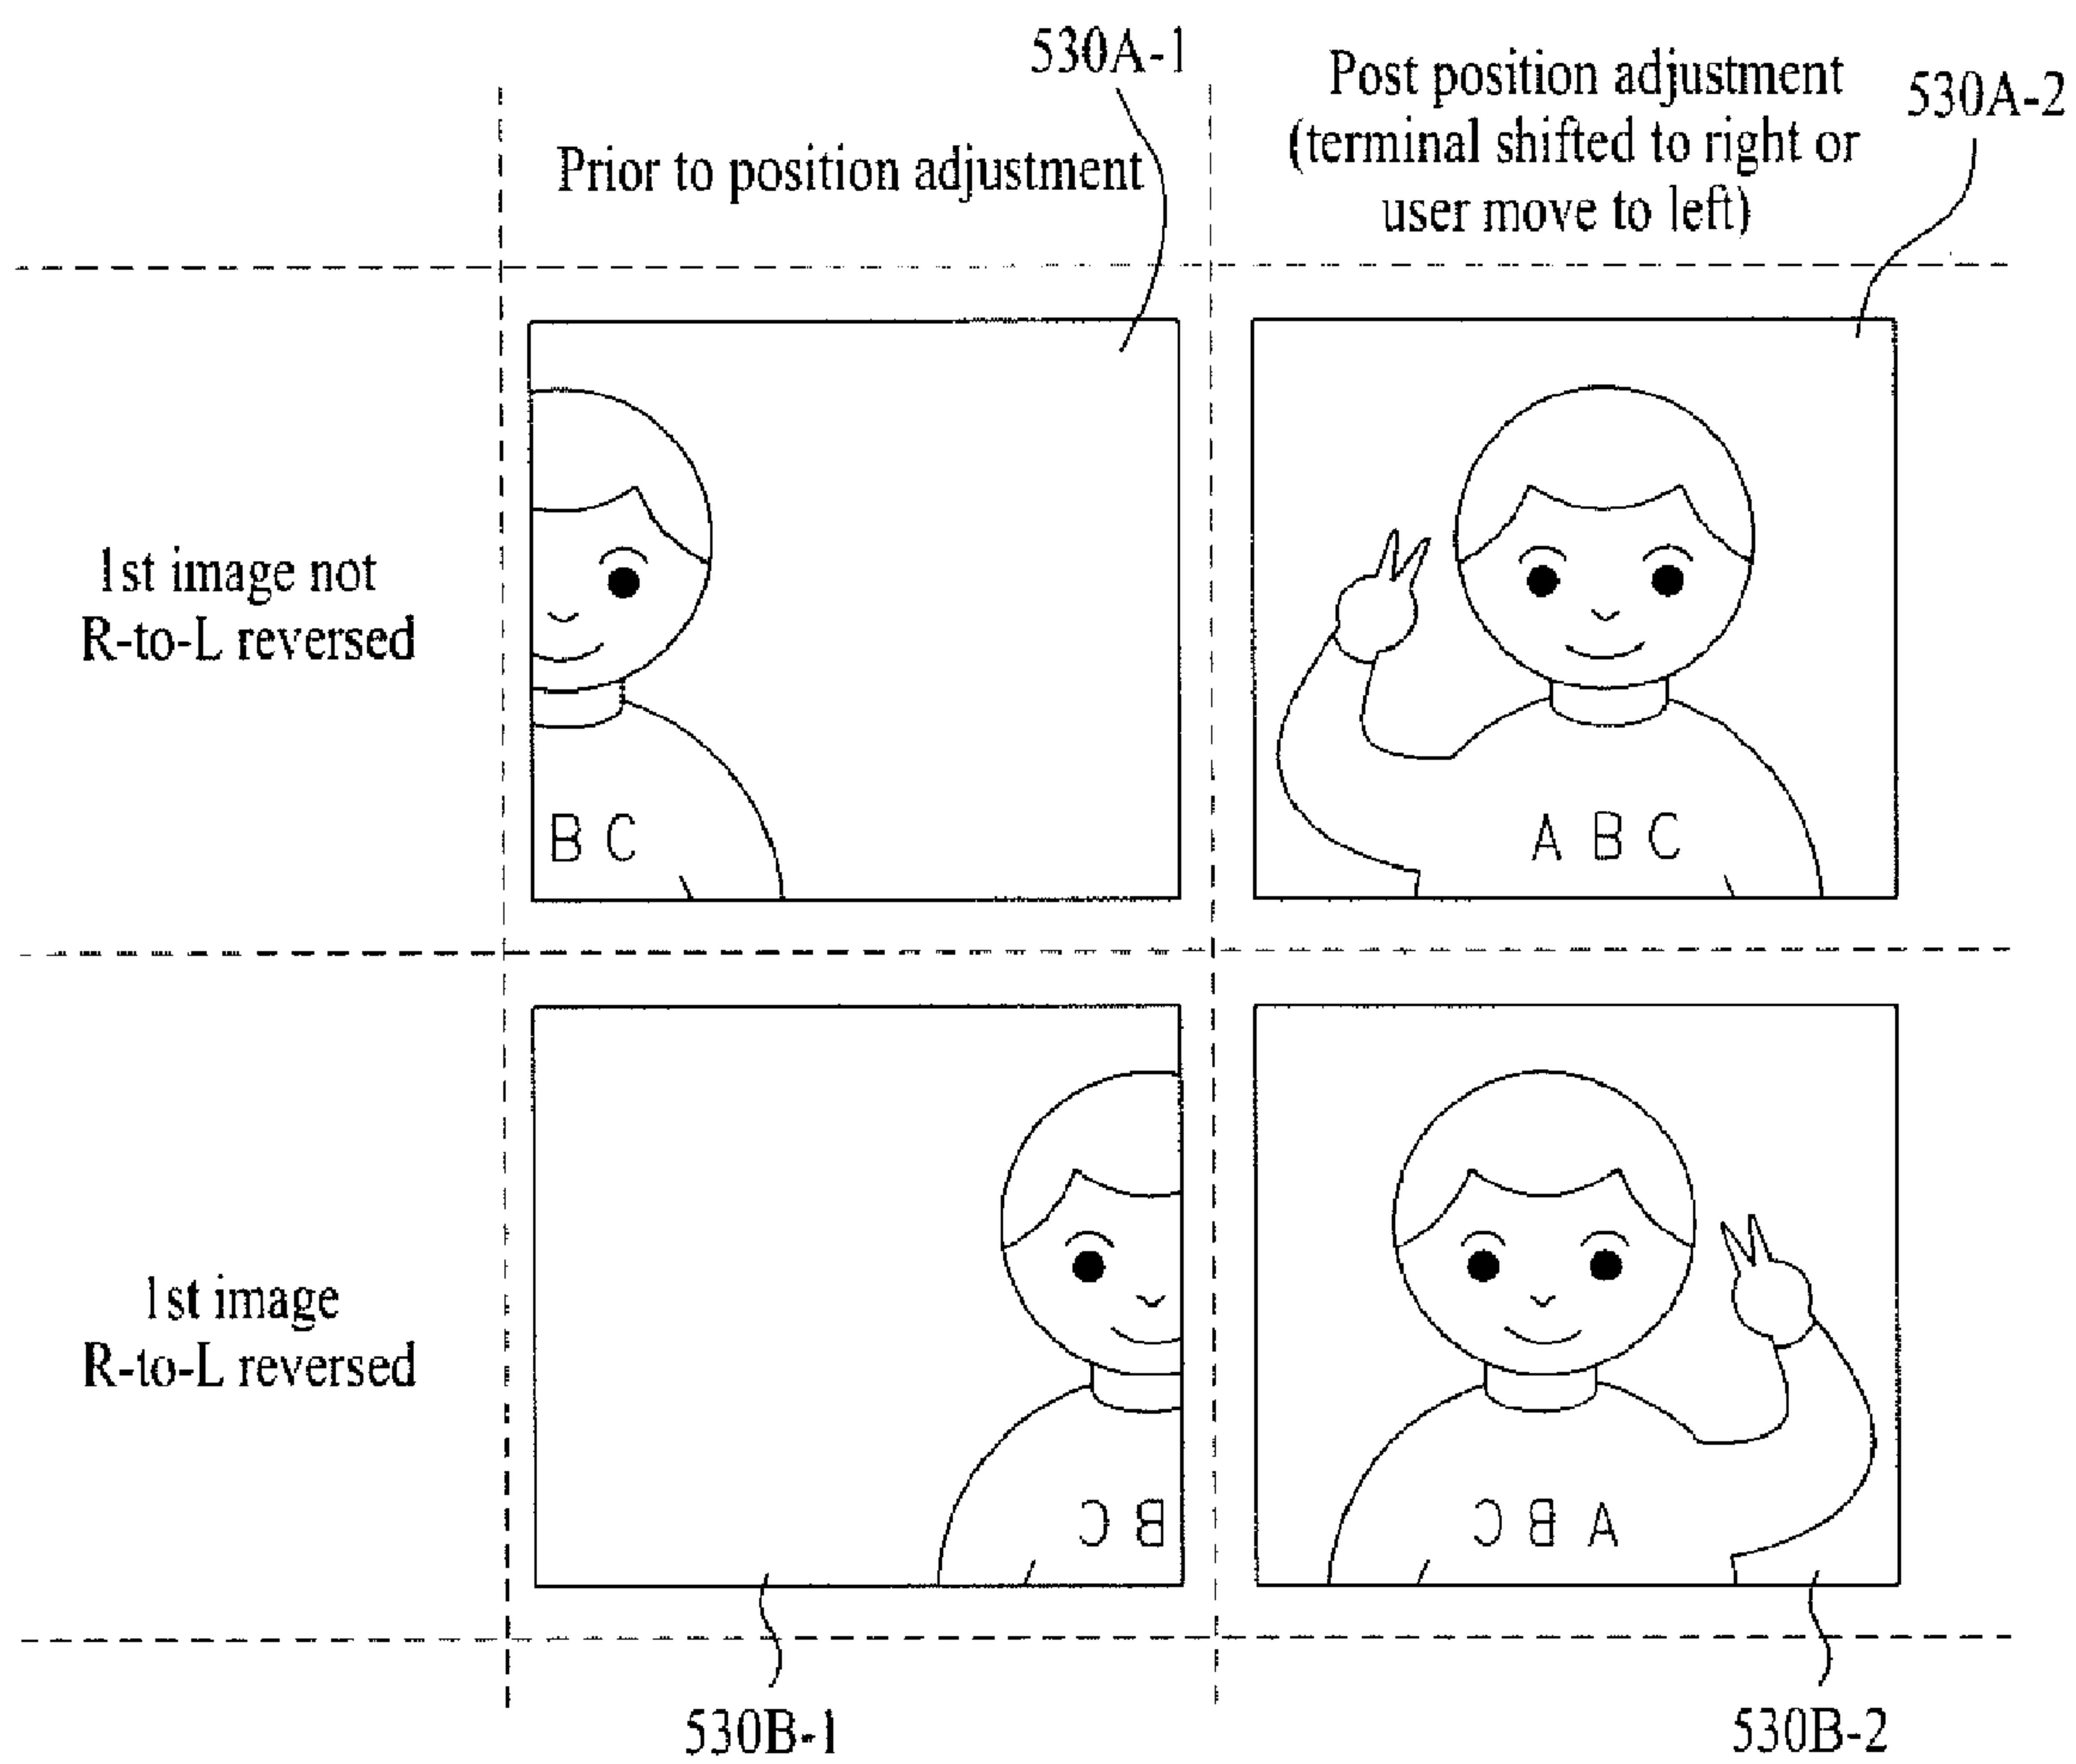 530A-1
Post position adjustment
530A-2
(terminal shifted to right or
user move to left)
Prior to position adjustment
1st image not
R-to-L reversed
B C
A B C
1st image
R-to-L reversed
Ɔ ᗺ
Ɔ ᗺ A
530B-1
530B-2